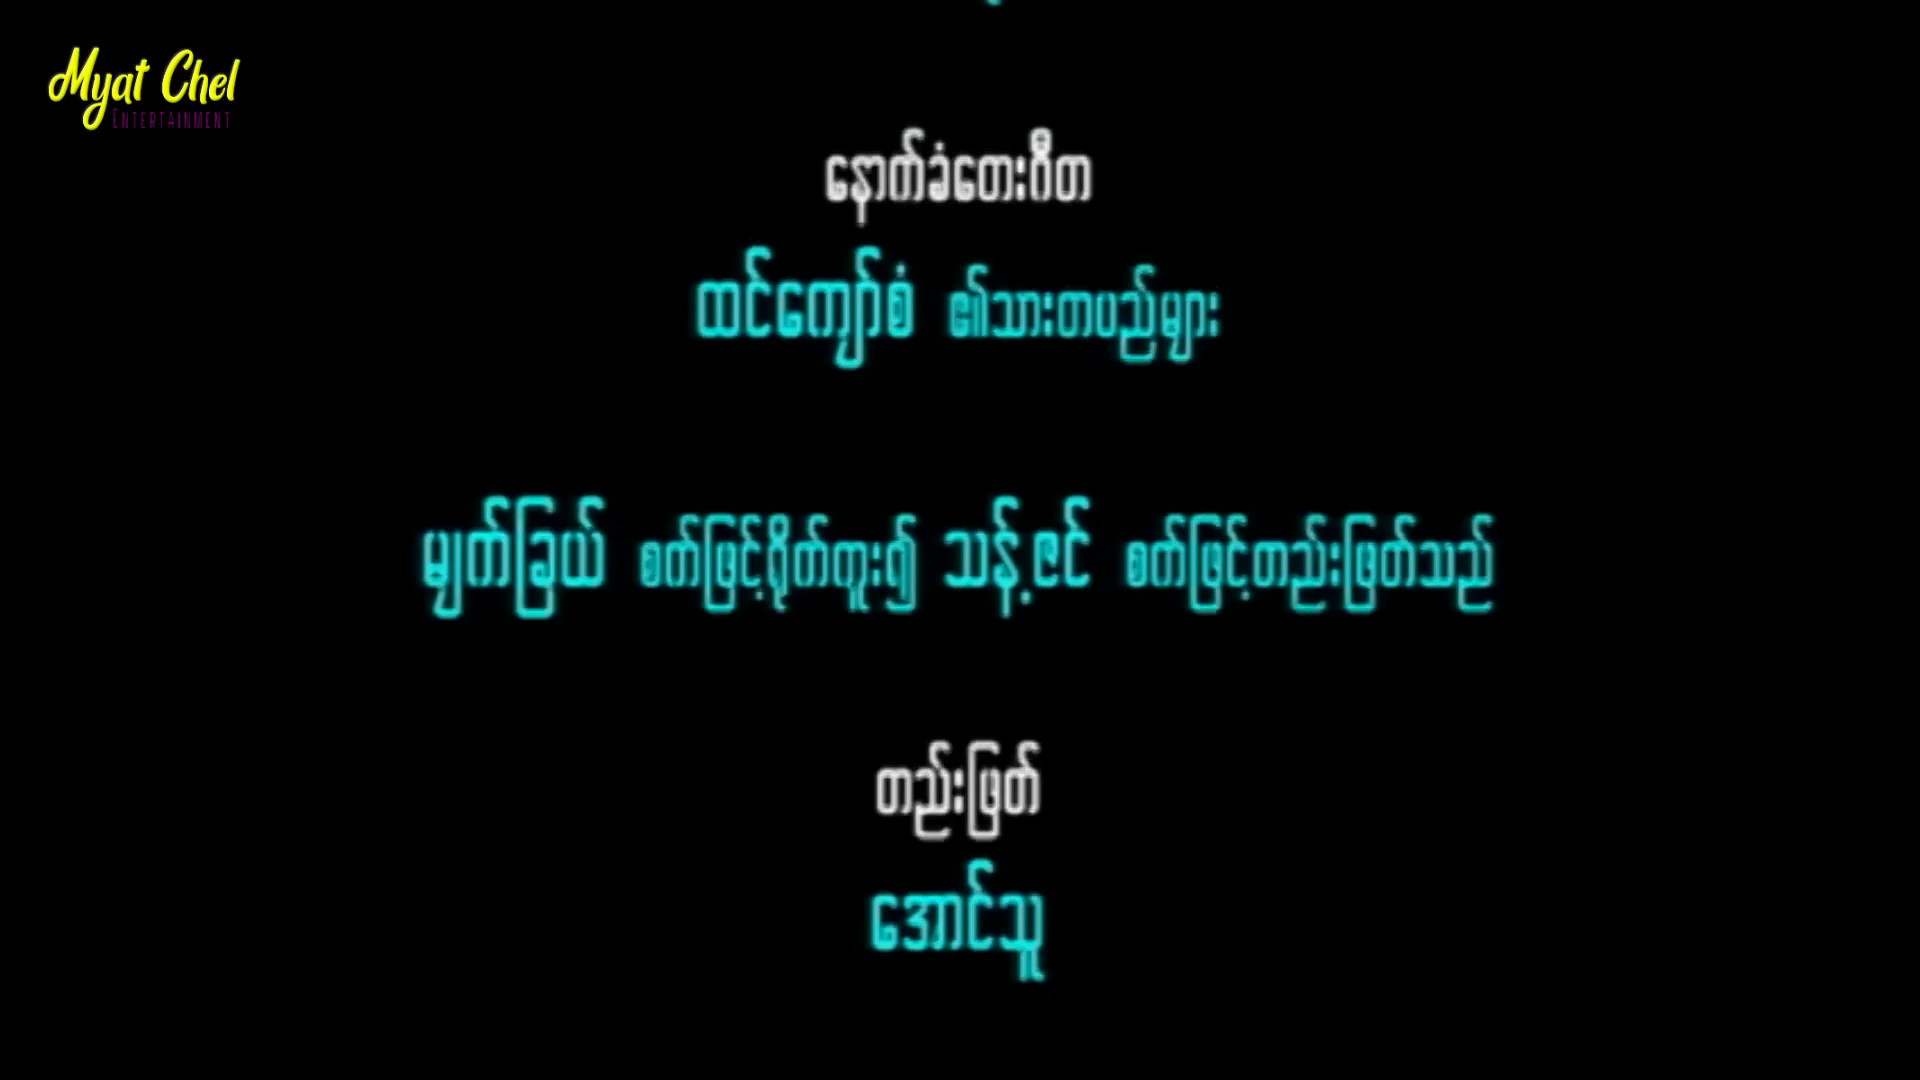 Myat Chel
ENTERTAINMENT
နောက်ခံတေးဂီတ
ထင်ကျော်စံ ၏သားတပည်များ
မျက်ခြယ် စက်ဖြင့်ရိုက်ကူး၍ သန့်ဇင် စက်ဖြင့်တည်းဖြတ်သည်
တည်းဖြတ်
အောင်သူ